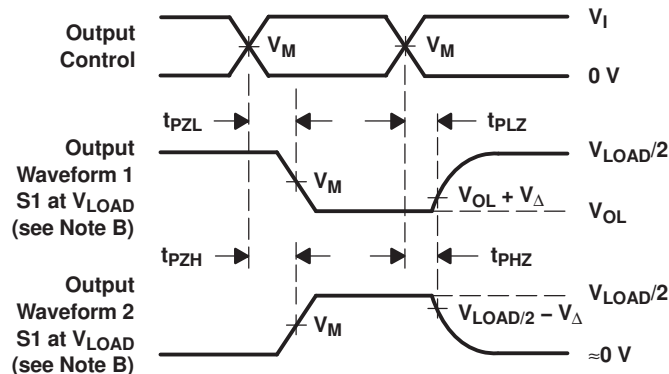 Output
Control
V_M
V_M
V_I
0 V
t_PZL
t_PLZ
Output
Waveform 1
S1 at V_LOAD
(see Note B)
V_M
V_OL + V_Δ
V_LOAD/2
V_OL
t_PZH
t_PHZ
Output
Waveform 2
S1 at V_LOAD
(see Note B)
V_M
V_LOAD/2 – V_Δ
V_LOAD/2
≈0 V